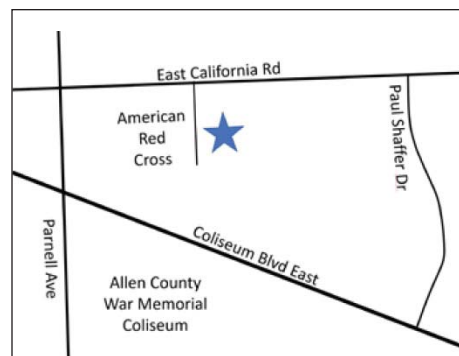 East California Rd
American
Red
Cross
Paul Shaffer Dr
Parnell Ave
Coliseum Blvd East
Allen County
War Memorial
Coliseum